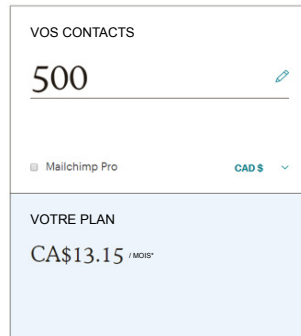 VOS CONTACTS
500
Mailchimp Pro CAD $
VOTRE PLAN
CA$13.15 / MOIS*